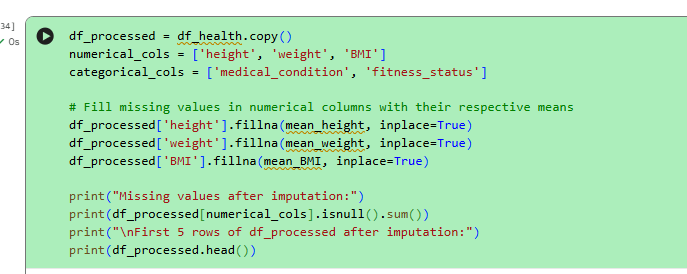 34]
0s
df_processed = df_health.copy()
numerical_cols = ['height', 'weight', 'BMI']
categorical_cols = ['medical_condition', 'fitness_status']
# Fill missing values in numerical columns with their respective means
df_processed['height'].fillna(mean_height, inplace=True)
df_processed['weight'].fillna(mean_weight, inplace=True)
df_processed['BMI'].fillna(mean_BMI, inplace=True)
print("Missing values after imputation:")
print(df_processed[numerical_cols].isnull().sum())
print("\nFirst 5 rows of df_processed after imputation:")
print(df_processed.head())